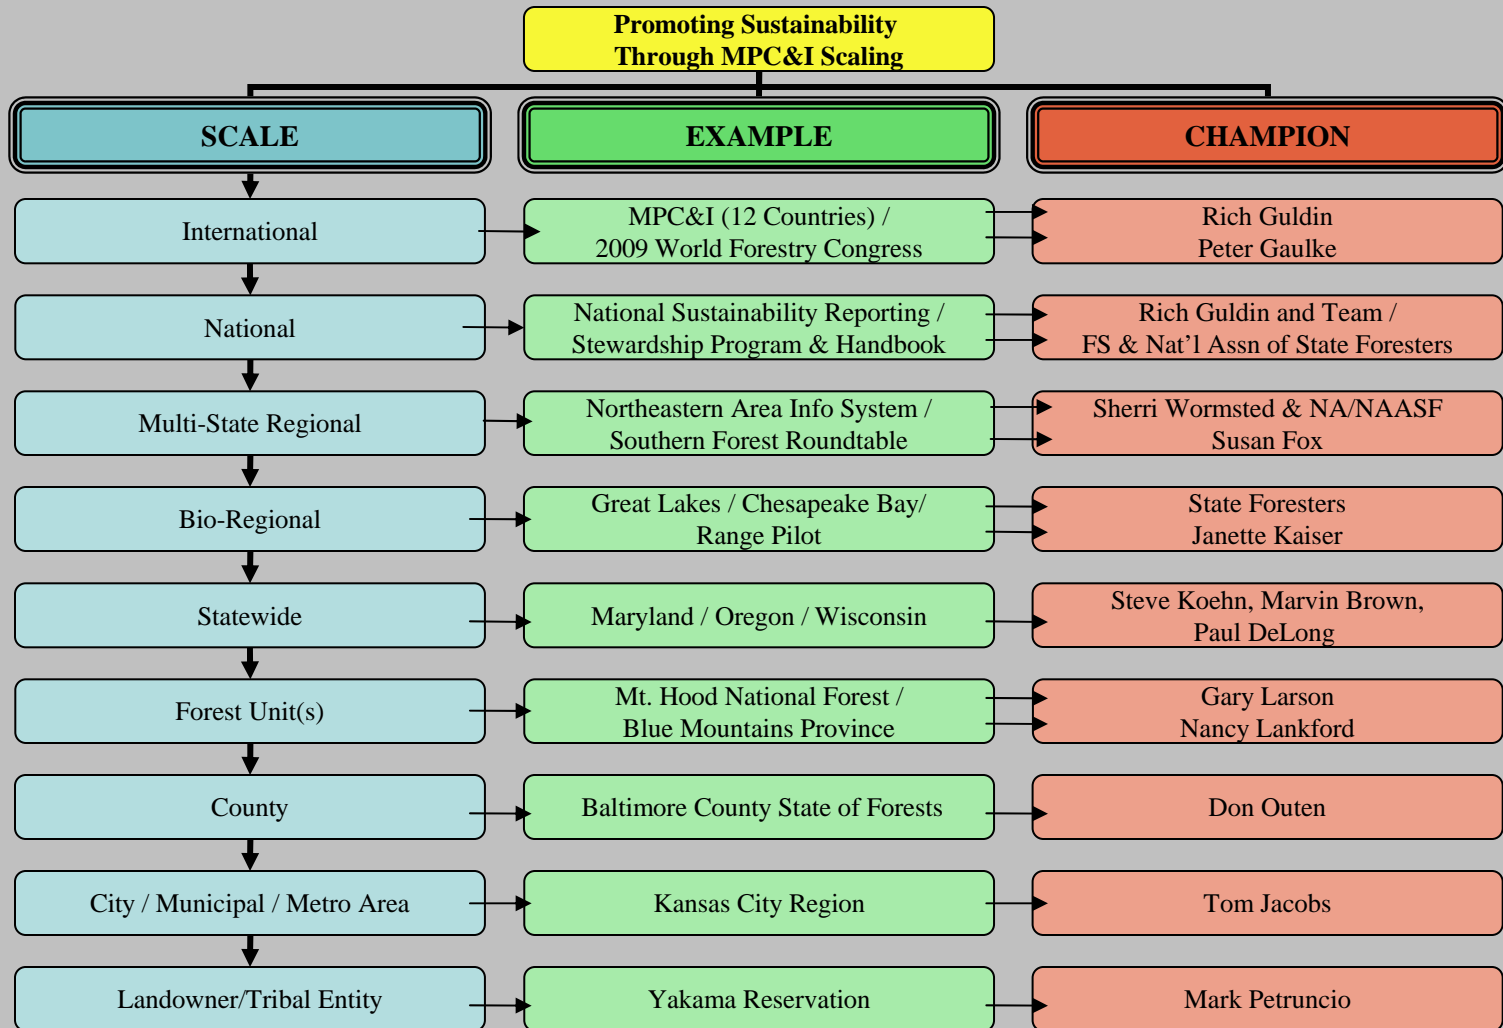 Promoting Sustainability
Through MPC&I Scaling
SCALE
EXAMPLE
CHAMPION
International
MPC&I (12 Countries) /
2009 World Forestry Congress
Rich Guldin
Peter Gaulke
National
National Sustainability Reporting /
Stewardship Program & Handbook
Rich Guldin and Team /
FS & Nat’l Assn of State Foresters
Multi-State Regional
Northeastern Area Info System /
Southern Forest Roundtable
Sherri Wormsted & NA/NAASF
Susan Fox
Bio-Regional
Great Lakes / Chesapeake Bay/
Range Pilot
State Foresters
Janette Kaiser
Statewide
Maryland / Oregon / Wisconsin
Steve Koehn, Marvin Brown,
Paul DeLong
Forest Unit(s)
Mt. Hood National Forest /
Blue Mountains Province
Gary Larson
Nancy Lankford
County
Baltimore County State of Forests
Don Outen
City / Municipal / Metro Area
Kansas City Region
Tom Jacobs
Landowner/Tribal Entity
Yakama Reservation
Mark Petruncio